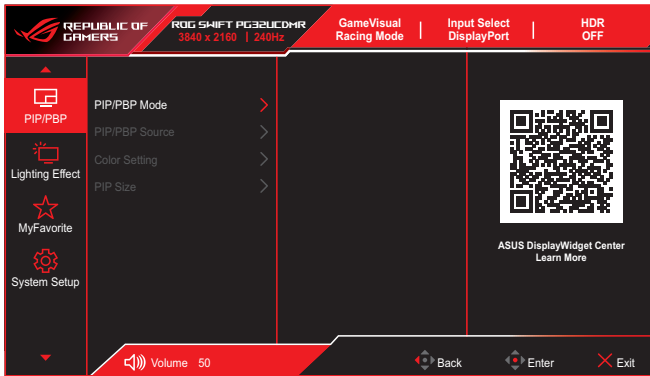 REPUBLIC OF
GAMERS
ROG SWIFT PG32UCDMR
3840 x 2160 | 240Hz
GameVisual
Racing Mode
Input Select
DisplayPort
HDR
OFF
PIP/PBP
Lighting Effect
MyFavorite
System Setup
PIP/PBP Mode
PIP/PBP Source
Color Setting
PIP Size
ASUS DisplayWidget Center
Learn More
Volume 50
Back
Enter
Exit